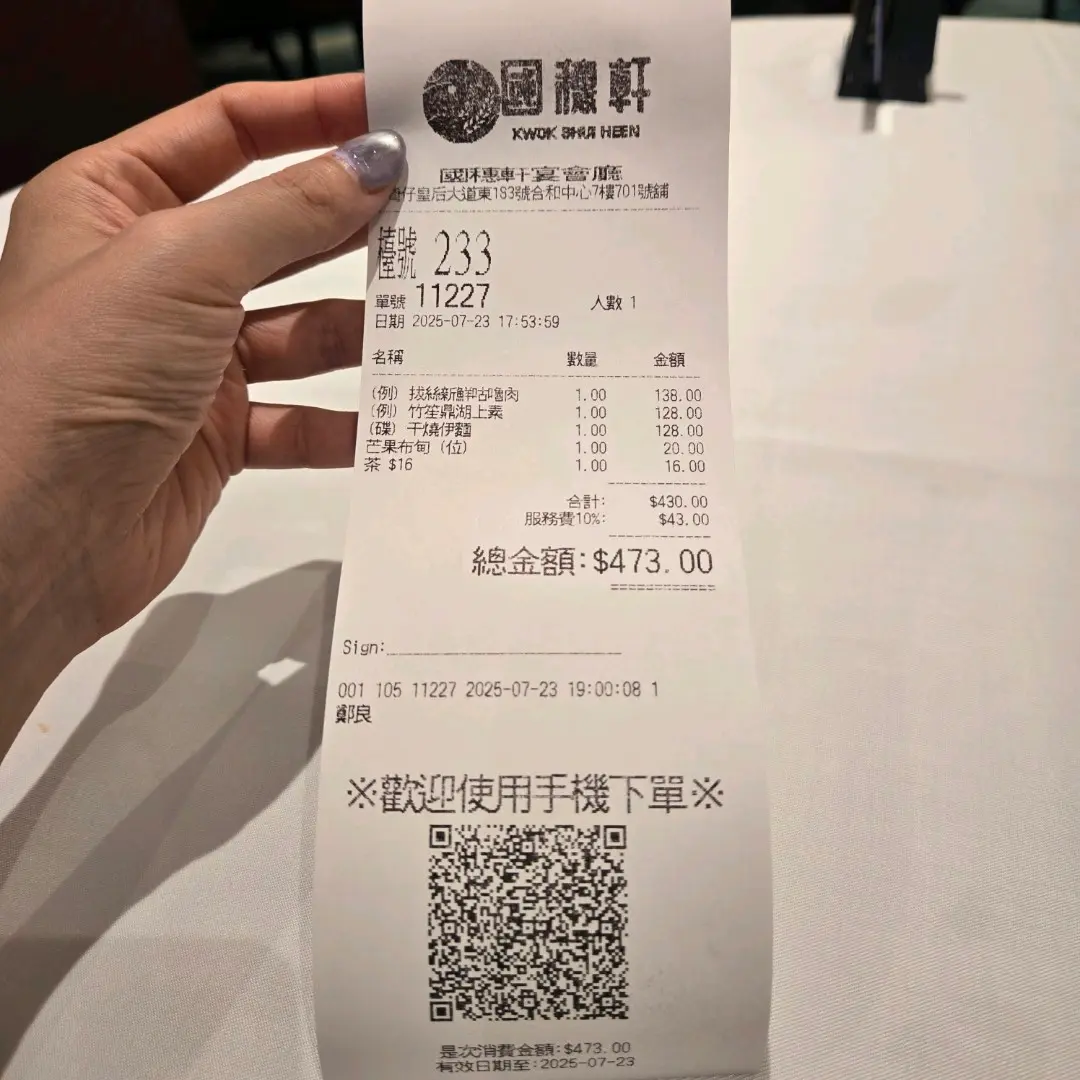 國穗軒
KWOK SHUI HEEN
國穗軒宴會廳
仔皇后大道東183號合和中心7樓701號舖
檯號 233
單號 11227 人數 1
日期 2025-07-23 17:53:59
名稱 數量 金額
(例) 拔絲新鮮咕嚕肉 1.00 138.00
(例) 竹笙鼎湖上素 1.00 128.00
(碟) 干燒伊麵 1.00 128.00
芒果布甸 (位) 1.00 20.00
茶 $16 1.00 16.00
合計: $430.00
服務費10%: $43.00
總金額: $473.00
Sign:
001 105 11227 2025-07-23 19:00:08 1
鄭良
※歡迎使用手機下單※
是次消費金額:$473.00
有效日期至:2025-07-23